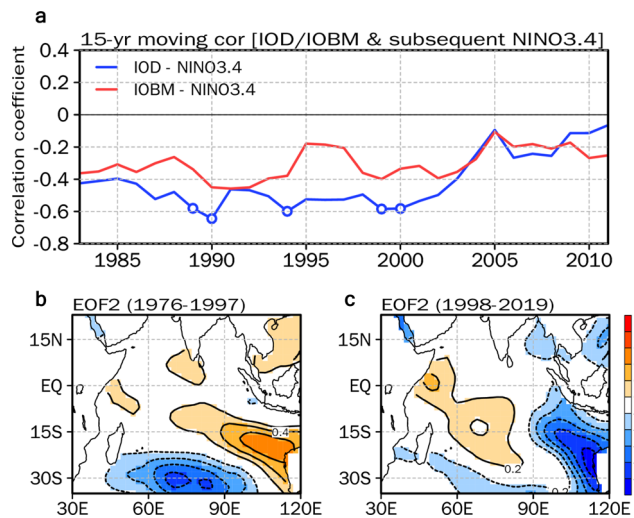 a
15-yr moving cor [IOD/IOBM & subsequent NINO3.4]
Correlation coefficient
0.4
0.2
0
-0.2
-0.4
-0.6
-0.8
IOD - NINO3.4
IOBM - NINO3.4
1985 1990 1995 2000 2005 2010
b
EOF2 (1976-1997)
15N
EQ
15S
30S
30E 60E 90E 120E
0.4
c
EOF2 (1998-2019)
15N
EQ
15S
30S
30E 60E 90E 120E
0.2
-0.2